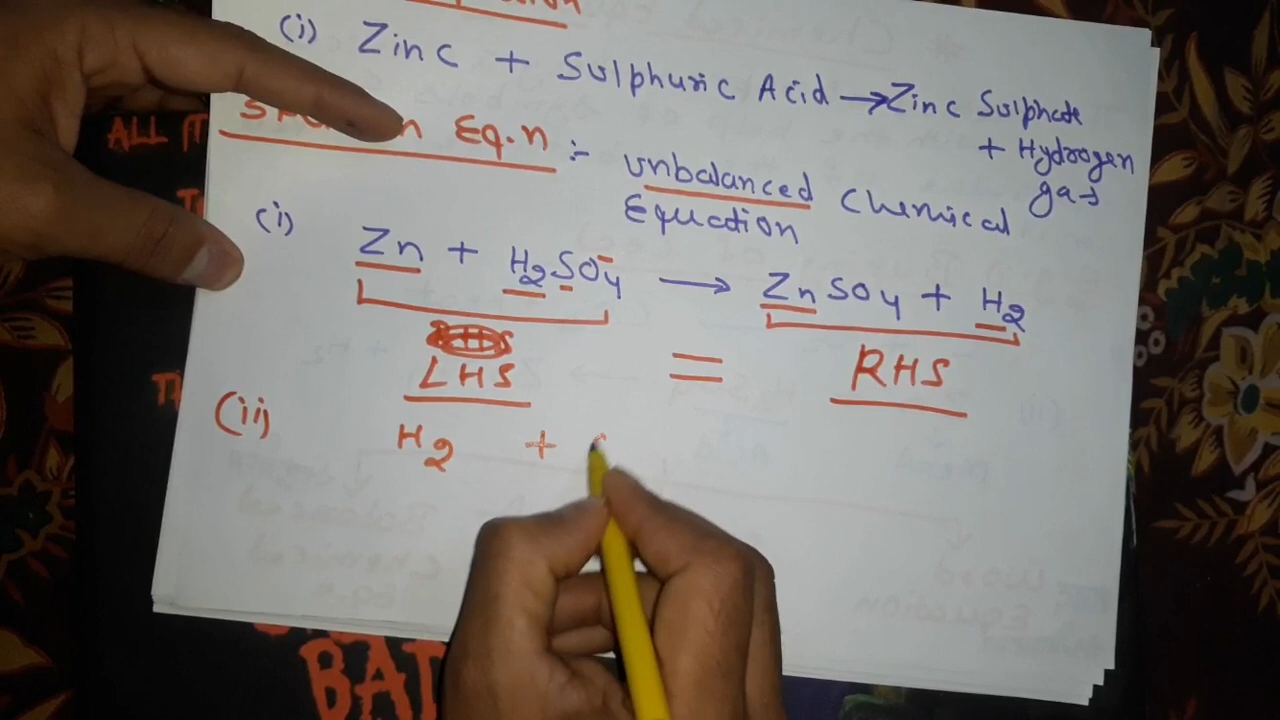 (i) Zinc + Sulphuric Acid → Zinc Sulphate
+ Hydrogen
gas
Eq.n :- unbalanced Chemical
Equation
(i) Zn + H2SO4 → ZnSO4 + H2
LHS = RHS
(ii) H2 +
ALL
BAD